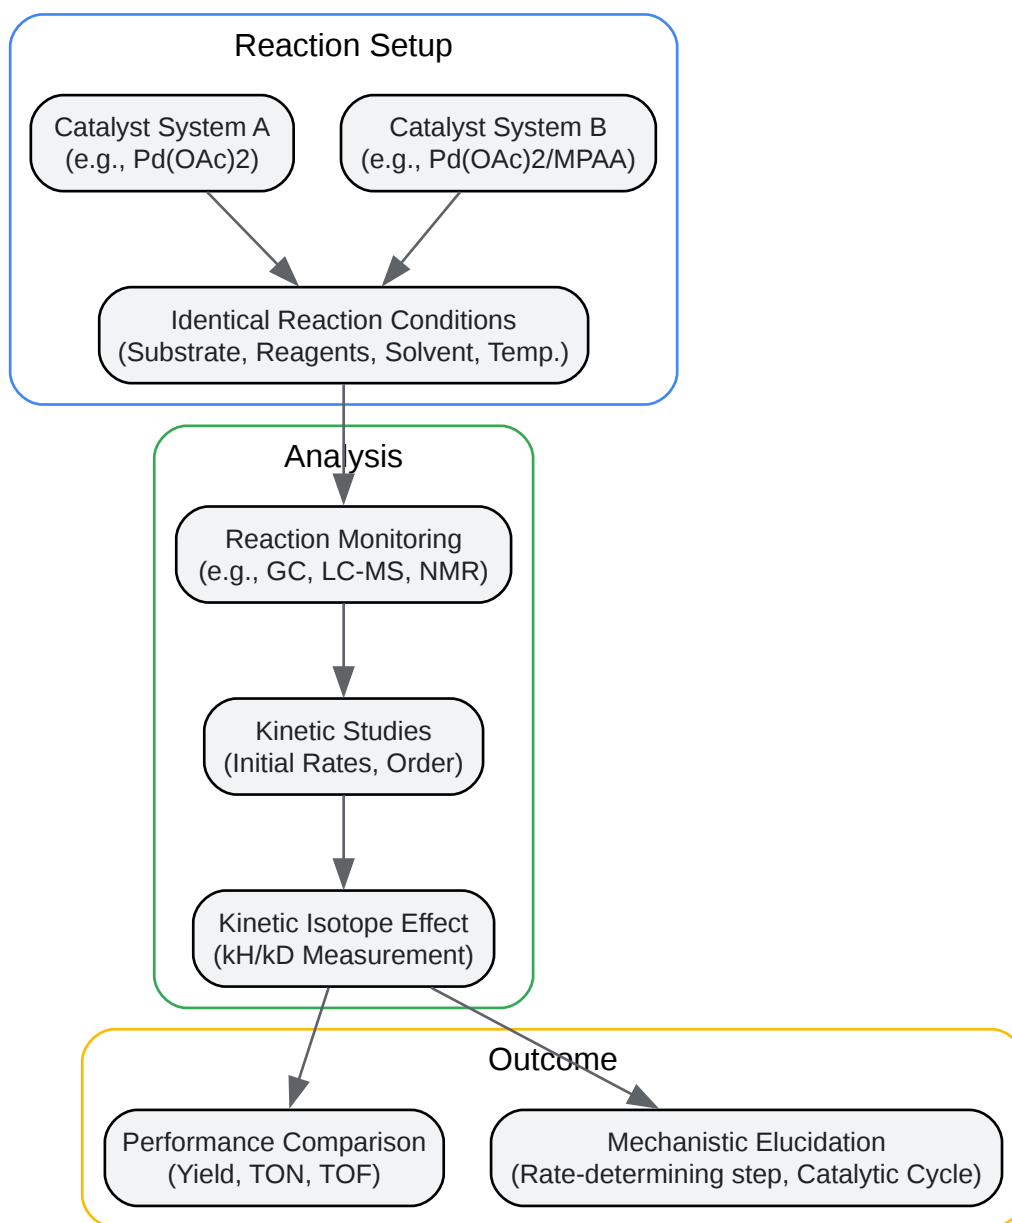 Reaction Setup
Catalyst System A
(e.g., Pd(OAc)2)
Catalyst System B
(e.g., Pd(OAc)2/MPAA)
Identical Reaction Conditions
(Substrate, Reagents, Solvent, Temp.)
Analysis
Reaction Monitoring
(e.g., GC, LC-MS, NMR)
Kinetic Studies
(Initial Rates, Order)
Kinetic Isotope Effect
(kH/kD Measurement)
Outcome
Performance Comparison
(Yield, TON, TOF)
Mechanistic Elucidation
(Rate-determining step, Catalytic Cycle)